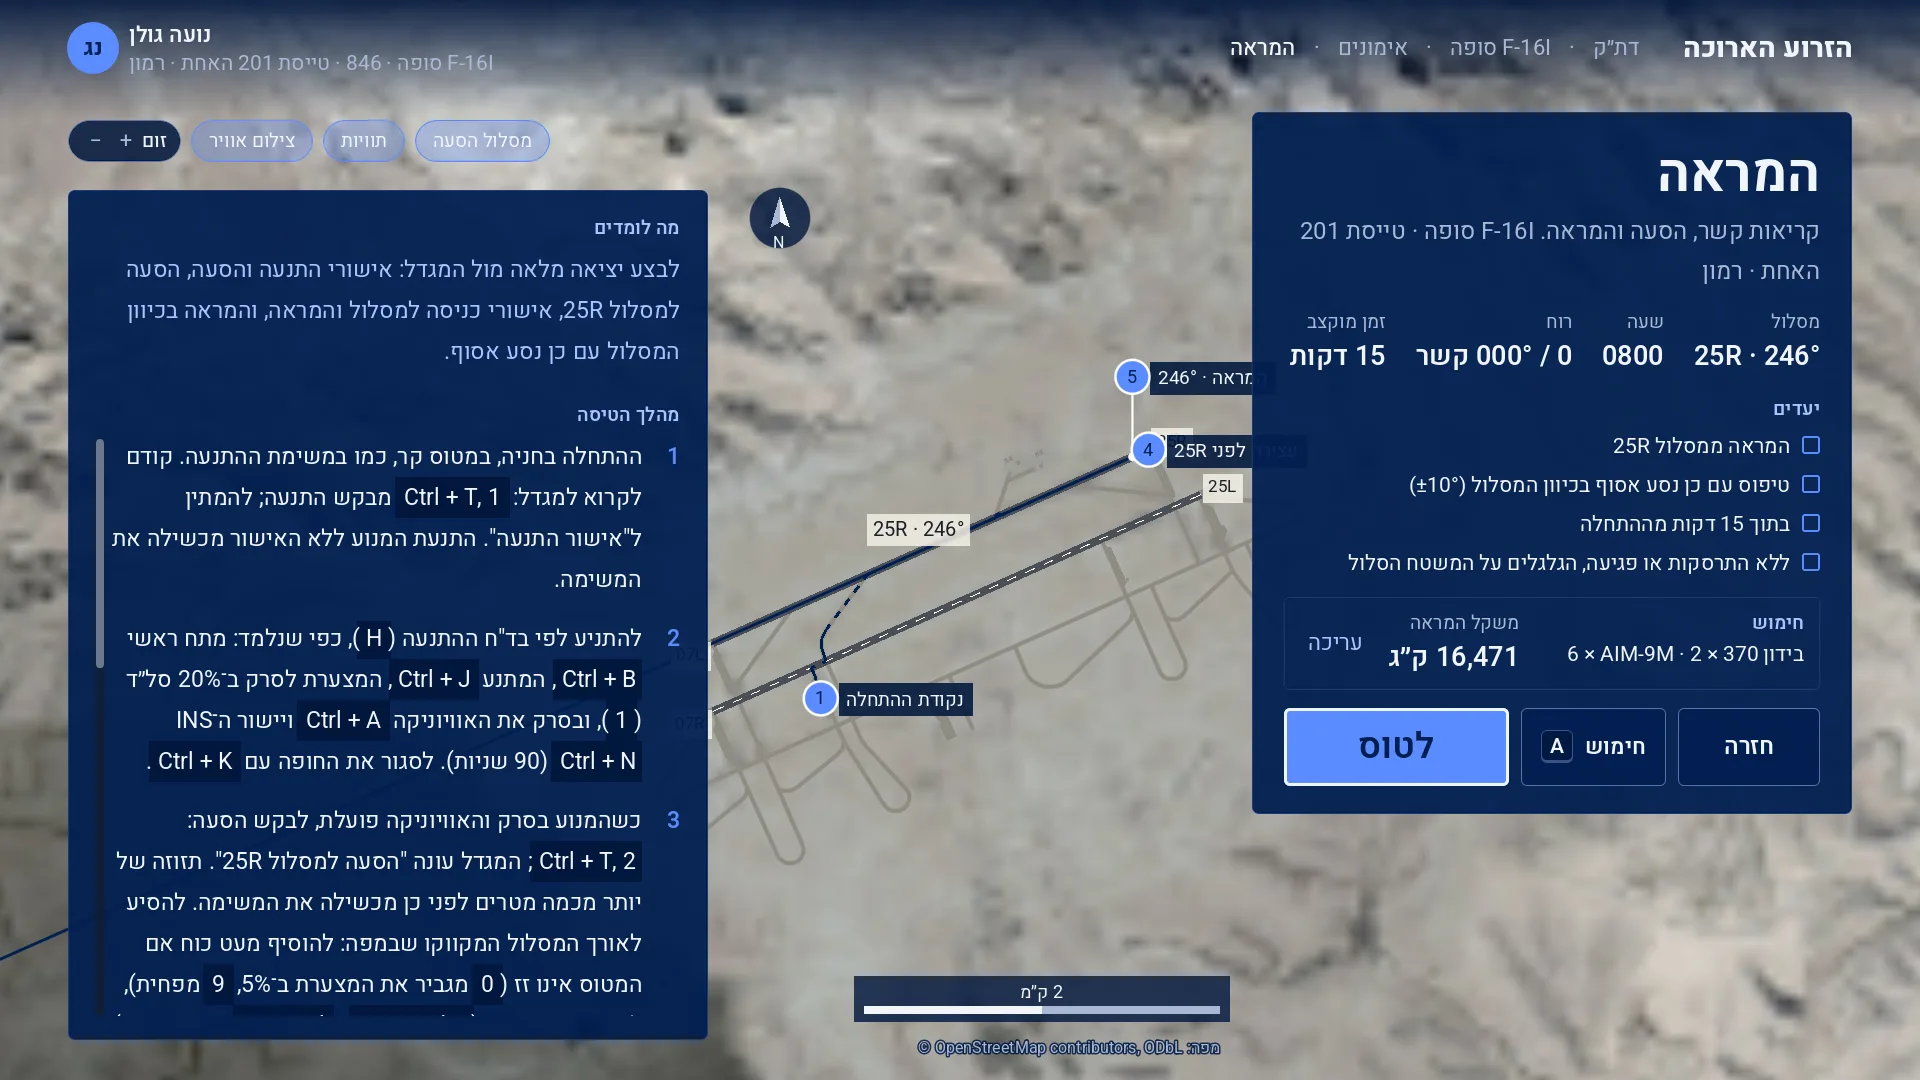 הזרוע הארוכה
דת״ק · F-16I סופה · אימונים · המראה
נועה גולן
F-16I סופה · 846 · טייסת 201 האחת · רמון
נג
המראה
קריאות קשר, הסעה והמראה. F-16I סופה · טייסת 201
האחת · רמון
מסלול
25R · 246°
שעה
0800
רוח
000° / 0 קשר
זמן מוקצב
15 דקות
יעדים
המראה ממסלול 25R
טיפוס עם כן נסע אסוף בכיוון המסלול (±10°)
בתוך 15 דקות מההתחלה
ללא התרסקות או פגיעה, הגלגלים על המשטח הסלול
חימוש
6 × AIM-9M · 2 × בידון 370
משקל המראה
16,471 ק״ג
עריכה
חזרה
חימוש A
לטוס
מסלול הסעה
תוויות
צילום אוויר
זום + −
מה לומדים
לבצע יציאה מלאה מול המגדל: אישורי התנעה והסעה, הסעה
למסלול 25R, אישורי כניסה למסלול והמראה, והמראה בכיוון
המסלול עם כן נסע אסוף.
מהלך הטיסה
1 ההתחלה בחניה, במטוס קר, כמו במשימת ההתנעה. קודם
לקרוא למגדל: Ctrl + T, 1 מבקש התנעה; להמתין
ל"אישור התנעה". התנעת המנוע ללא האישור מכשילה את
המשימה.
2 להתניע לפי בד"ח ההתנעה ( H ), כפי שנלמד: מתח ראשי
Ctrl + B , המתנע Ctrl + J , המצערת לסרק ב־20% סל״ד
( 1 ), ובסרק את האוויוניקה Ctrl + A ויישור ה־INS
Ctrl + N (90 שניות). לסגור את החופה עם Ctrl + K .
3 כשהמנוע בסרק והאוויוניקה פועלת, לבקש הסעה:
Ctrl + T, 2 ; המגדל עונה "הסעה למסלול 25R". תזוזה של
יותר מכמה מטרים לפני כן מכשילה את המשימה. להסיע
לאורך המסלול המקווקו שבמפה: להוסיף מעט כוח אם
המטוס אינו זז ( 0 מגביר את המצערת ב־5%, 9 מפחית),
N
5 המראה · 246°
4 עצירה לפני 25R
25L
25R · 246°
07L
07R
1 נקודת ההתחלה
2 ק״מ
מפה: © OpenStreetMap contributors, ODbL